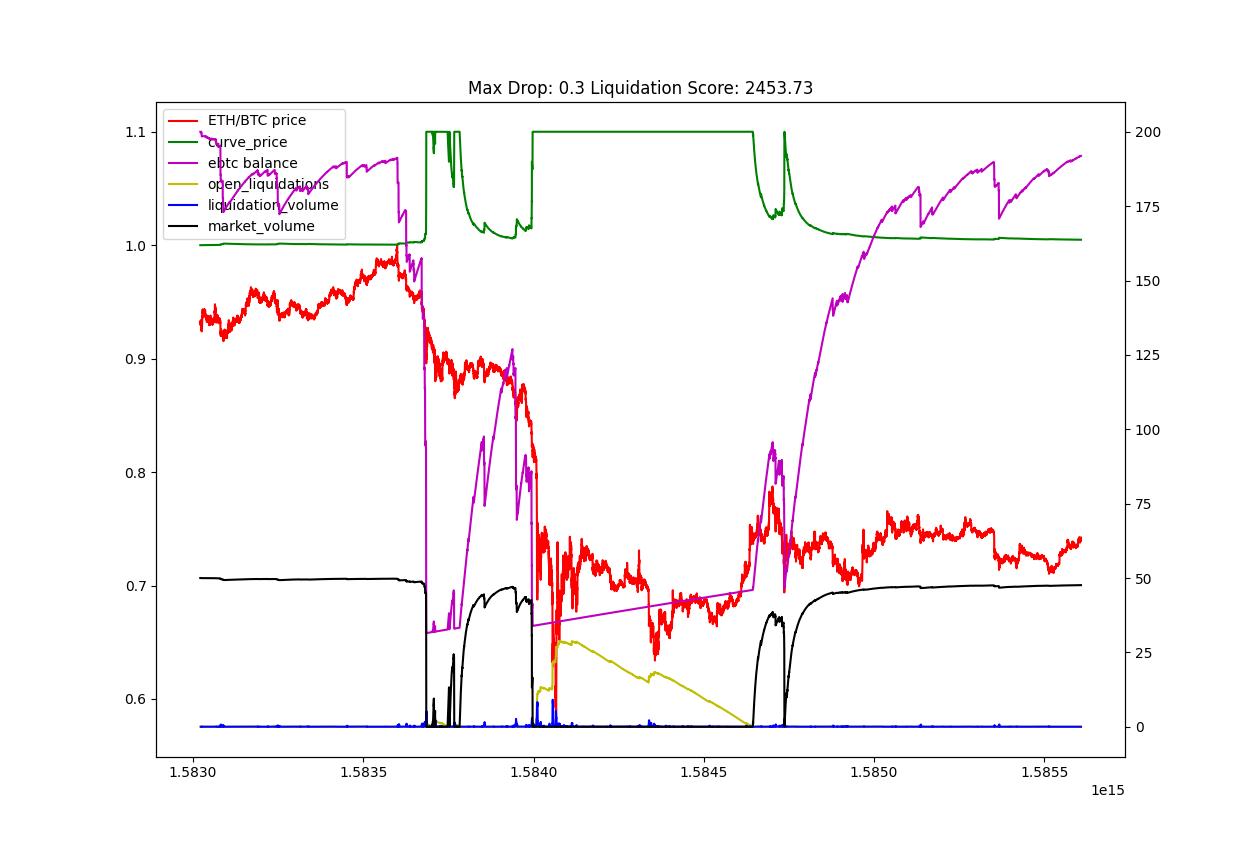 Max Drop: 0.3 Liquidation Score: 2453.73
ETH/BTC price
curve_price
ebtc balance
open_liquidations
liquidation_volume
market_volume
1.1
1.0
0.9
0.8
0.7
0.6
200
175
150
125
100
75
50
25
0
1.5830 1.5835 1.5840 1.5845 1.5850 1.5855
1e15